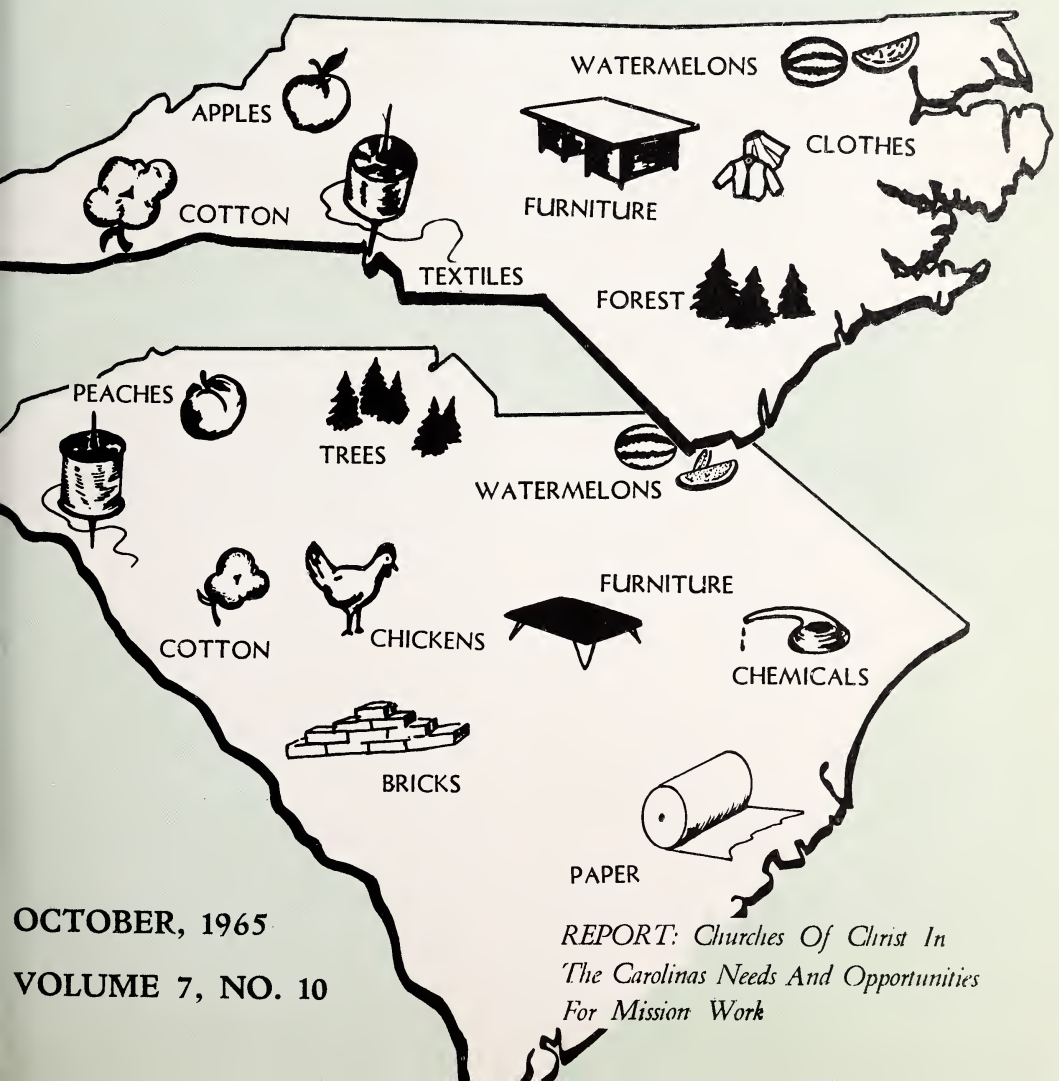 WATERMELONS
APPLES
CLOTHES
COTTON
FURNITURE
TEXTILES
FOREST
PEACHES
TREES
WATERMELONS
FURNITURE
COTTON
CHICKENS
CHEMICALS
BRICKS
PAPER
OCTOBER, 1965
VOLUME 7, NO. 10
REPORT: Churches Of Christ In
The Carolinas Needs And Opportunities
For Mission Work